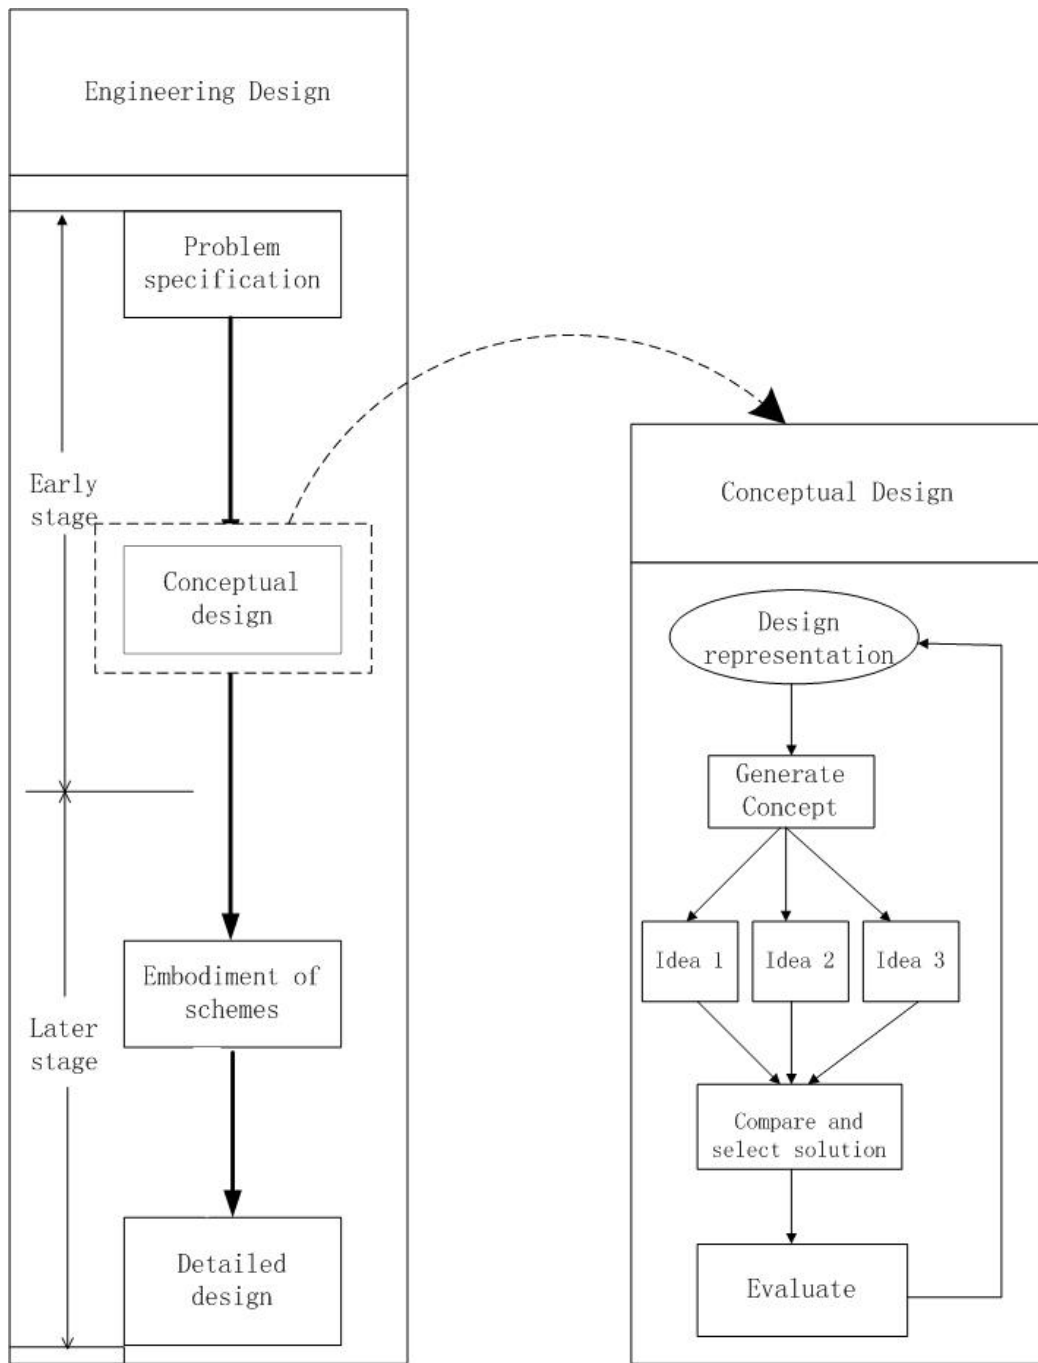 Engineering Design
Problem
specification
Early
stage
Conceptual
design
Embodiment of
schemes
Later
stage
Detailed
design
Conceptual Design
Design
representation
Generate
Concept
Idea 1
Idea 2
Idea 3
Compare and
select solution
Evaluate